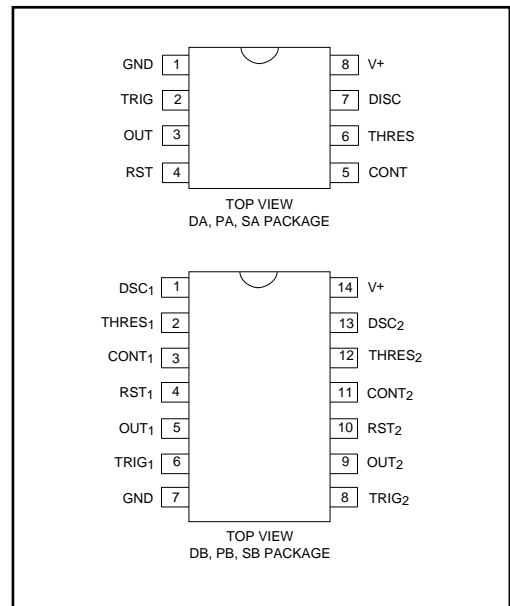 GND 1 8 V+
TRIG 2 7 DISC
OUT 3 6 THRES
RST 4 5 CONT
TOP VIEW
DA, PA, SA PACKAGE
DSC1 1 14 V+
THRES1 2 13 DSC2
CONT1 3 12 THRES2
RST1 4 11 CONT2
OUT1 5 10 RST2
TRIG1 6 9 OUT2
GND 7 8 TRIG2
TOP VIEW
DB, PB, SB PACKAGE